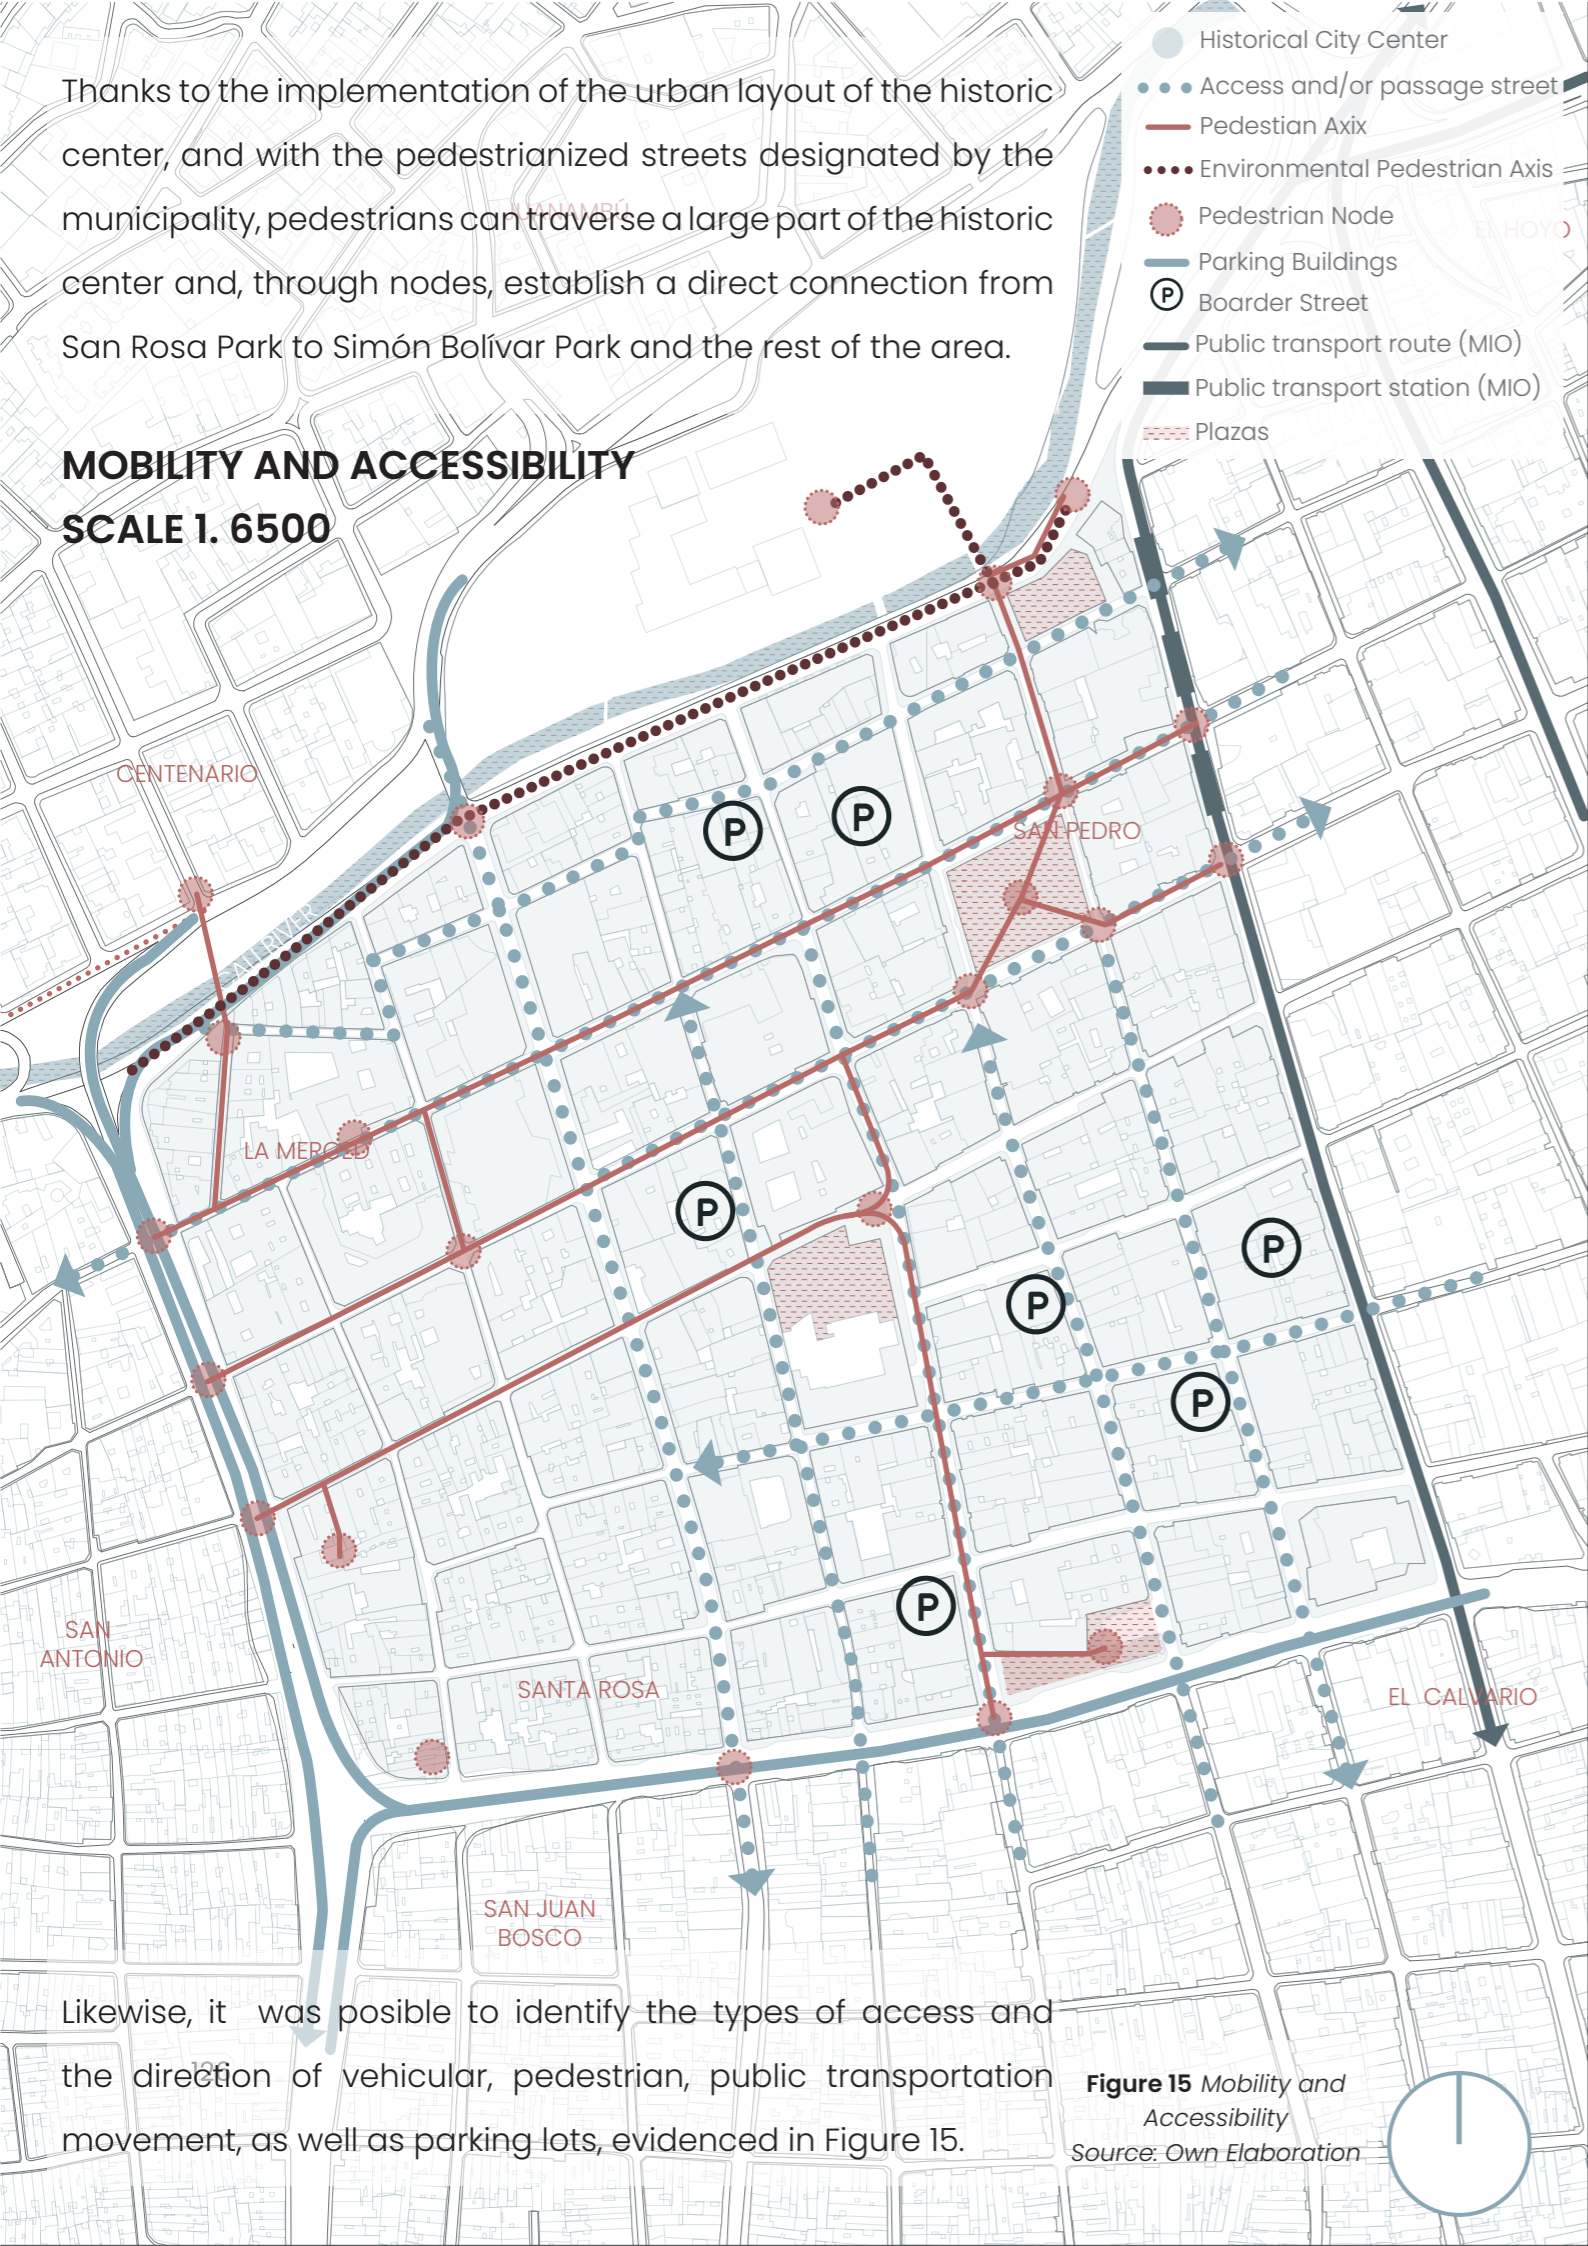 Thanks to the implementation of the urban layout of the historic
center, and with the pedestrianized streets designated by the
municipality, pedestrians can traverse a large part of the historic
center and, through nodes, establish a direct connection from
San Rosa Park to Simón Bolívar Park and the rest of the area.
Historical City Center
Access and/or passage street
Pedestian Axix
Environmental Pedestrian Axis
Pedestrian Node
Parking Buildings
P Boarder Street
Public transport route (MIO)
Public transport station (MIO)
Plazas
JUANAMBÚ
EL HOYO
MOBILITY AND ACCESSIBILITY
SCALE 1. 6500
CENTENARIO
P
P
SAN PEDRO
CALI RIVER
LA MERCED
P
P
P
P
P
SAN
ANTONIO
SANTA ROSA
EL CALVARIO
SAN JUAN
BOSCO
Likewise, it was posible to identify the types of access and
the direction of vehicular, pedestrian, public transportation
movement, as well as parking lots, evidenced in Figure 15.
126
Figure 15 Mobility and
Accessibility
Source: Own Elaboration